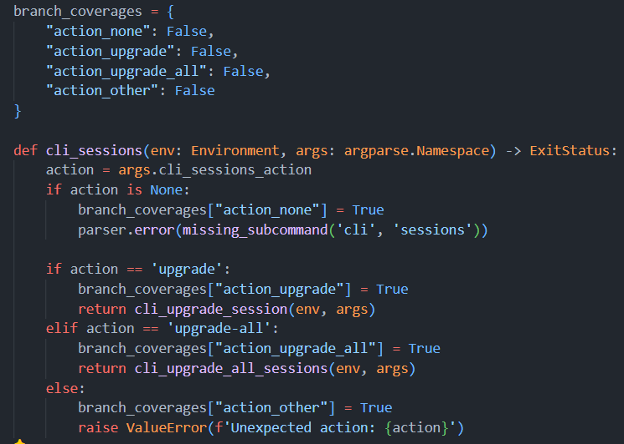 branch_coverages = {
    "action_none": False,
    "action_upgrade": False,
    "action_upgrade_all": False,
    "action_other": False
}

def cli_sessions(env: Environment, args: argparse.Namespace) -> ExitStatus:
    action = args.cli_sessions_action
    if action is None:
        branch_coverages["action_none"] = True
        parser.error(missing_subcommand('cli', 'sessions'))

    if action == 'upgrade':
        branch_coverages["action_upgrade"] = True
        return cli_upgrade_session(env, args)
    elif action == 'upgrade-all':
        branch_coverages["action_upgrade_all"] = True
        return cli_upgrade_all_sessions(env, args)
    else:
        branch_coverages["action_other"] = True
        raise ValueError(f'Unexpected action: {action}')